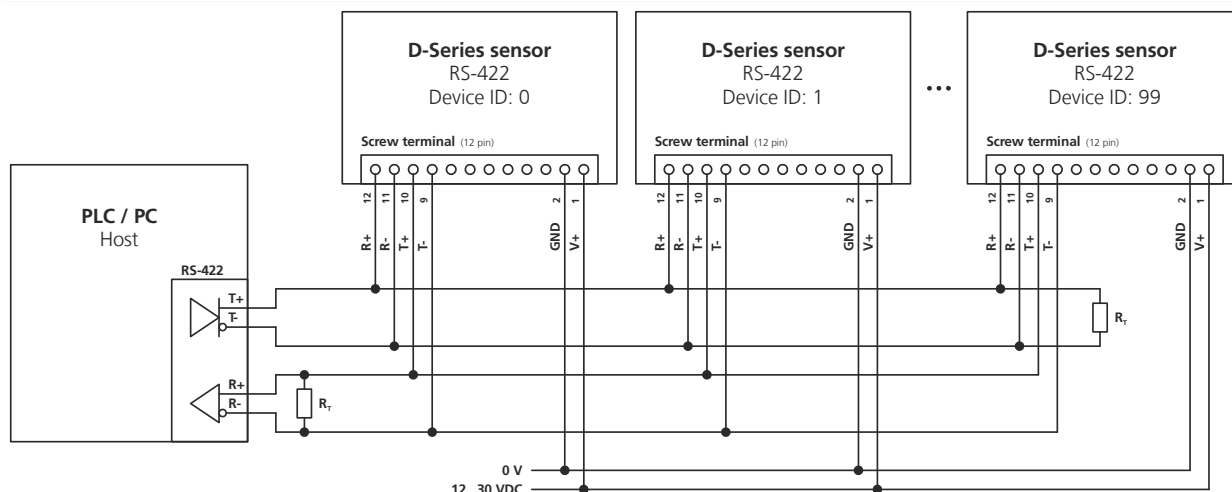 D-Series sensor
RS-422
Device ID: 0
Screw terminal (12 pin)
12 11 10 9 2 1
R+ R- T+ T- GND V+
D-Series sensor
RS-422
Device ID: 1
Screw terminal (12 pin)
12 11 10 9 2 1
R+ R- T+ T- GND V+
...
D-Series sensor
RS-422
Device ID: 99
Screw terminal (12 pin)
12 11 10 9 2 1
R+ R- T+ T- GND V+
PLC / PC
Host
RS-422
T+
T-
R+
R-
RT
RT
0 V
12...30 VDC